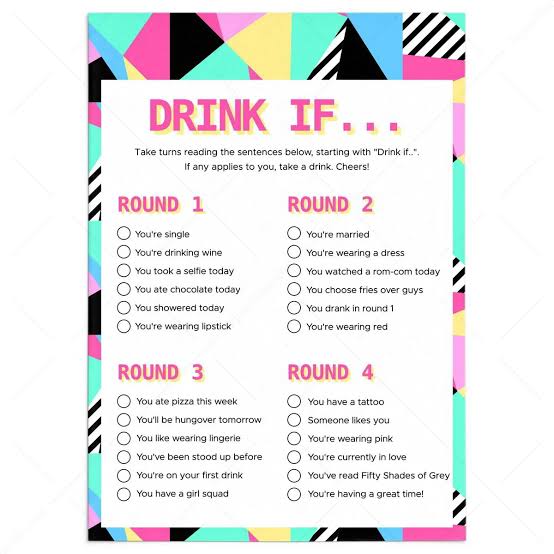 DRINK IF...
Take turns reading the sentences below, starting with "Drink if..".
If any applies to you, take a drink. Cheers!
ROUND 1
You're single
You're drinking wine
You took a selfie today
You ate chocolate today
You showered today
You're wearing lipstick
ROUND 2
You're married
You're wearing a dress
You watched a rom-com today
You choose fries over guys
You drank in round 1
You're wearing red
ROUND 3
You ate pizza this week
You'll be hungover tomorrow
You like wearing lingerie
You've been stood up before
You're on your first drink
You have a girl squad
ROUND 4
You have a tattoo
Someone likes you
You're wearing pink
You're currently in love
You've read Fifty Shades of Grey
You're having a great time!